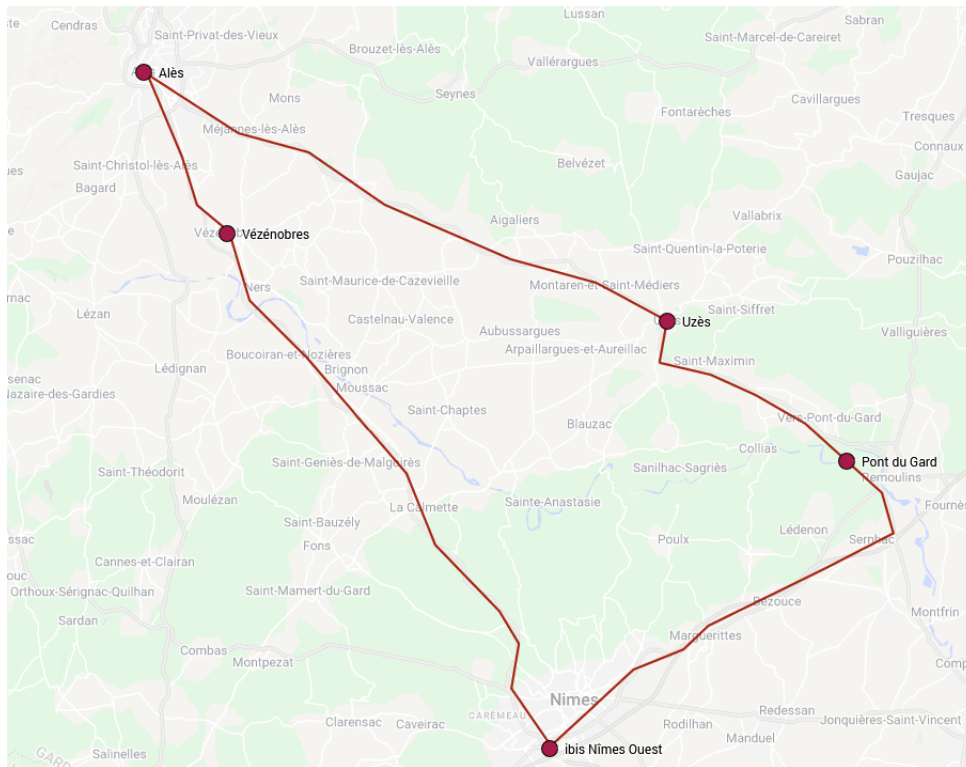 Lussan
Sabran
Cendras
Saint-Privat-des-Vieux
Saint-Marcel-de-Careiret
Brouzet-lès-Alès
Vallérargues
Alès
Seynes
Mons
Cavillargues
Fontarèches
Tresques
Méjannes-lès-Alès
Connaux
Saint-Christol-lès-Alès
Belvézet
Gaujac
Bagard
Vallabrix
Aigaliers
Vézénobres
Saint-Quentin-la-Poterie
Pouzilhac
Saint-Maurice-de-Cazevieille
Ners
Montaren-et-Saint-Médiers
Saint-Siffret
Lézan
Castelnau-Valence
Uzès
Aubussargues
Valliguières
Arpaillargues-et-Aureillac
Boucoiran-et-Nozières
Saint-Maximin
Lédignan
Brignon
Moussac
Saint-Chaptes
Vers-Pont-du-Gard
Blauzac
Collias
Pont du Gard
Saint-Geniès-de-Malgoirès
Sanilhac-Sagriès
Saint-Théodorit
Remoulins
Moulézan
Sainte-Anastasie
La Calmette
Fournès
Saint-Bauzély
Lédenon
Poulx
Sernhac
Fons
Cannes-et-Clairan
Orthoux-Sérignac-Quilhan
Saint-Mamert-du-Gard
Bezouce
Montfrin
Sardan
Marguerittes
Combas
Montpezat
Nîmes
Redessan
CARÉMEAU
Clarensac
Caveirac
Rodilhan
Jonquières-Saint-Vincent
Manduel
ibis Nîmes Ouest
Salinelles
GARD